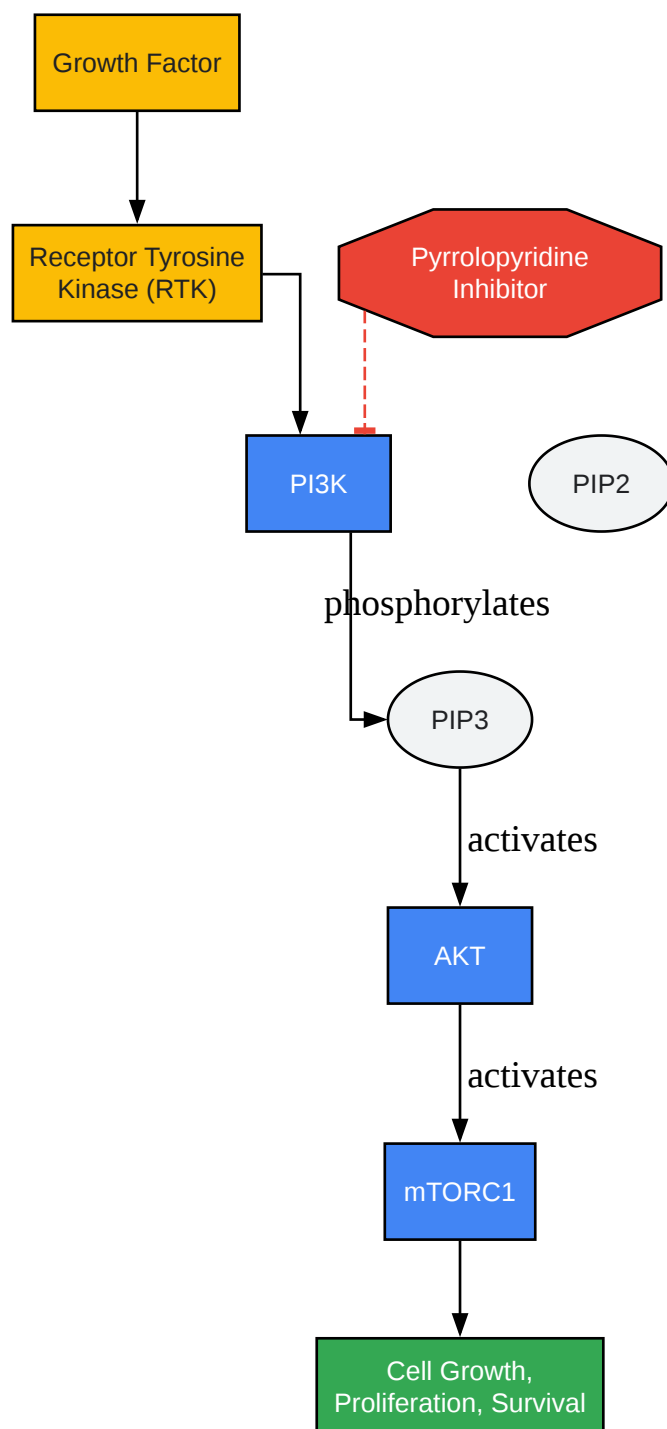 Growth Factor
Receptor Tyrosine
Kinase (RTK)
Pyrrolopyridine
Inhibitor
PI3K
PIP2
phosphorylates
PIP3
activates
AKT
activates
mTORC1
Cell Growth,
Proliferation, Survival